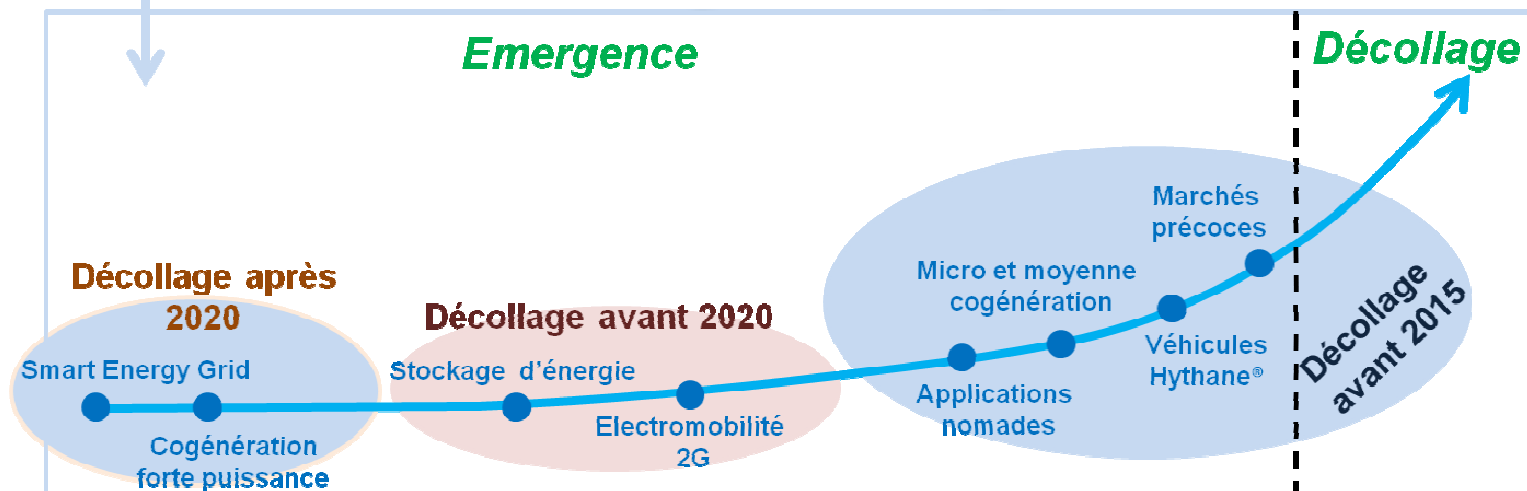 Emergence
Décollage
Marchés
précoces
Micro et moyenne
cogénération
Décollage après
2020
Décollage avant 2020
Décollage
avant 2015
Smart Energy Grid
Stockage d'énergie
Véhicules
Hythane®
Applications
nomades
Electromobilité
2G
Cogénération
forte puissance